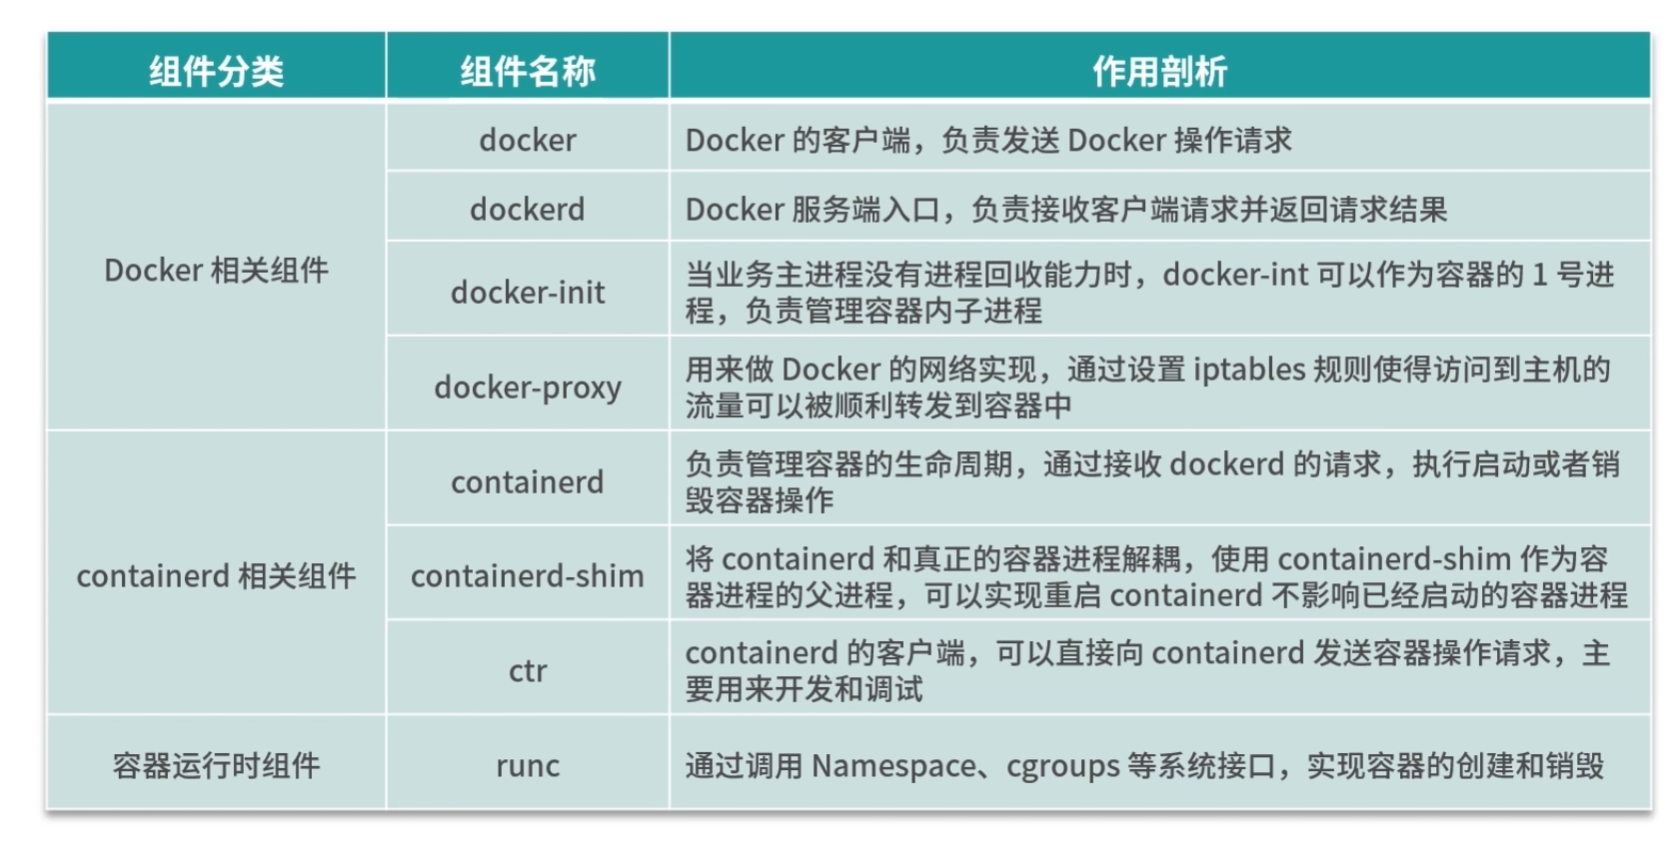 组件分类 组件名称 作用剖析
Docker 相关组件
docker Docker 的客户端，负责发送 Docker 操作请求
dockerd Docker 服务端入口，负责接收客户端请求并返回请求结果
docker-init 当业务主进程没有进程回收能力时，docker-int 可以作为容器的 1 号进
程，负责管理容器内子进程
docker-proxy 用来做 Docker 的网络实现，通过设置 iptables 规则使得访问到主机的
流量可以被顺利转发到容器中
containerd 相关组件
containerd 负责管理容器的生命周期，通过接收 dockerd 的请求，执行启动或者销
毁容器操作
containerd-shim 将 containerd 和真正的容器进程解耦，使用 containerd-shim 作为容
器进程的父进程，可以实现重启 containerd 不影响已经启动的容器进程
ctr containerd 的客户端，可以直接向 containerd 发送容器操作请求，主
要用来开发和调试
容器运行时组件 runc 通过调用 Namespace、cgroups 等系统接口，实现容器的创建和销毁